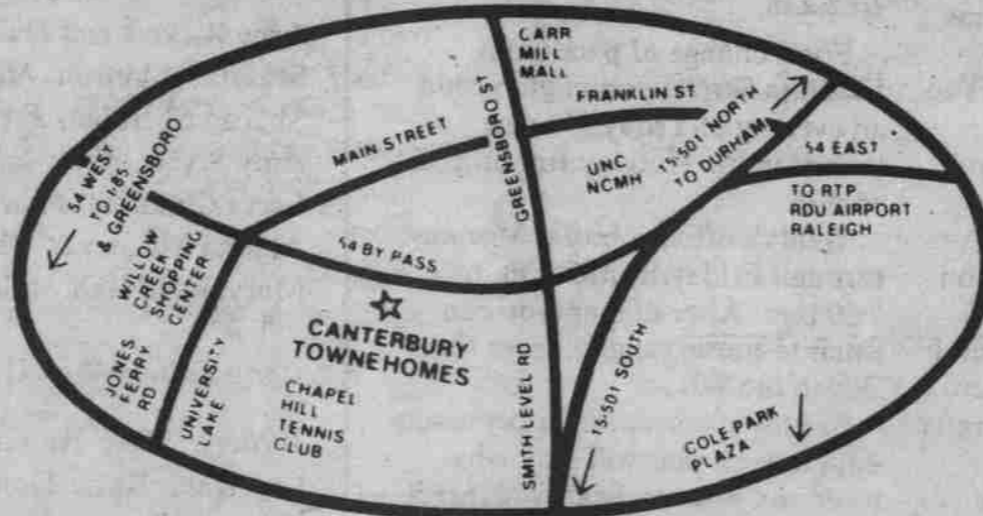 CARR
MILL
MALL
FRANKLIN ST
GREENSBORO ST
MAIN STREET
UNC
NCMH
15-501 NORTH
TO DURHAM
54 EAST
TO RTP
RDU AIRPORT
RALEIGH
54 WEST
TO I-85
& GREENSBORO
WILLOW
CREEK
SHOPPING
CENTER
54 BY PASS
CANTERBURY
TOWNEHOMES
JONES
FERRY
RD
UNIVERSITY
LAKE
CHAPEL
HILL
TENNIS
CLUB
SMITH LEVEL RD
15-501 SOUTH
COLE PARK
PLAZA